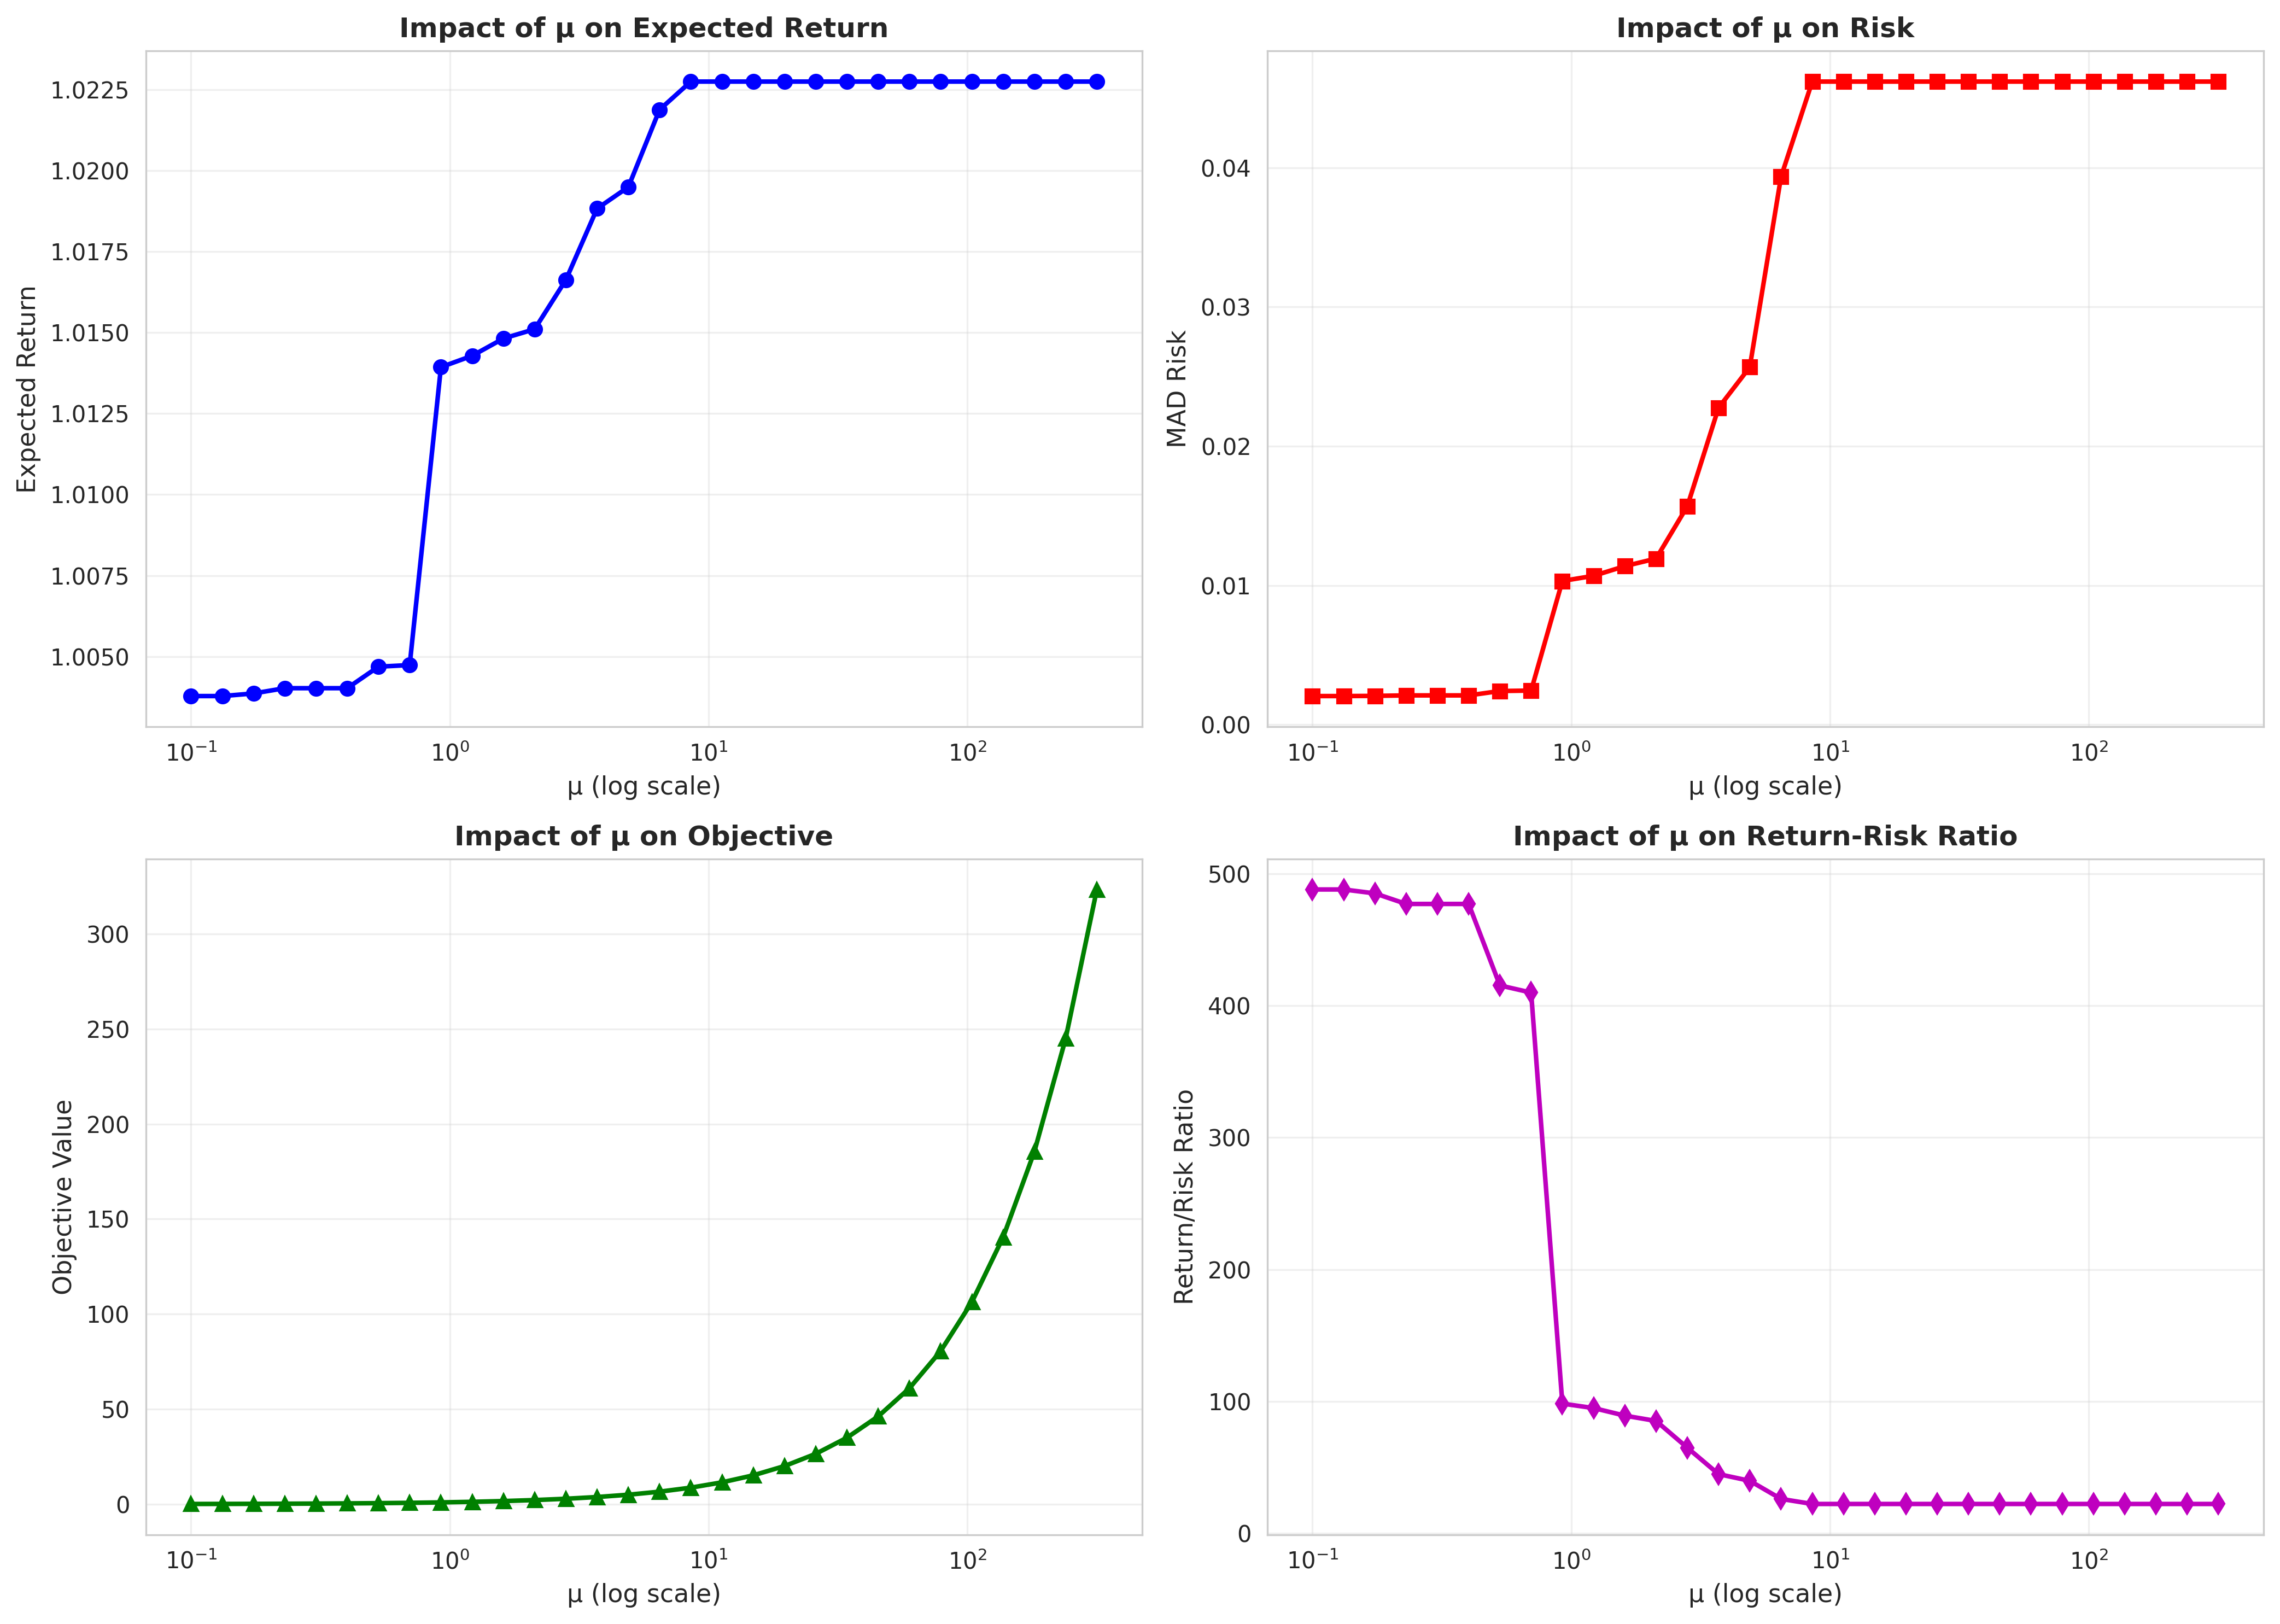 Impact of μ on Expected Return
Expected Return
1.0225
1.0200
1.0175
1.0150
1.0125
1.0100
1.0075
1.0050
10⁻¹ 10⁰ 10¹ 10²
μ (log scale)
Impact of μ on Risk
MAD Risk
0.04
0.03
0.02
0.01
0.00
10⁻¹ 10⁰ 10¹ 10²
μ (log scale)
Impact of μ on Objective
Objective Value
300
250
200
150
100
50
0
10⁻¹ 10⁰ 10¹ 10²
μ (log scale)
Impact of μ on Return-Risk Ratio
Return/Risk Ratio
500
400
300
200
100
0
10⁻¹ 10⁰ 10¹ 10²
μ (log scale)